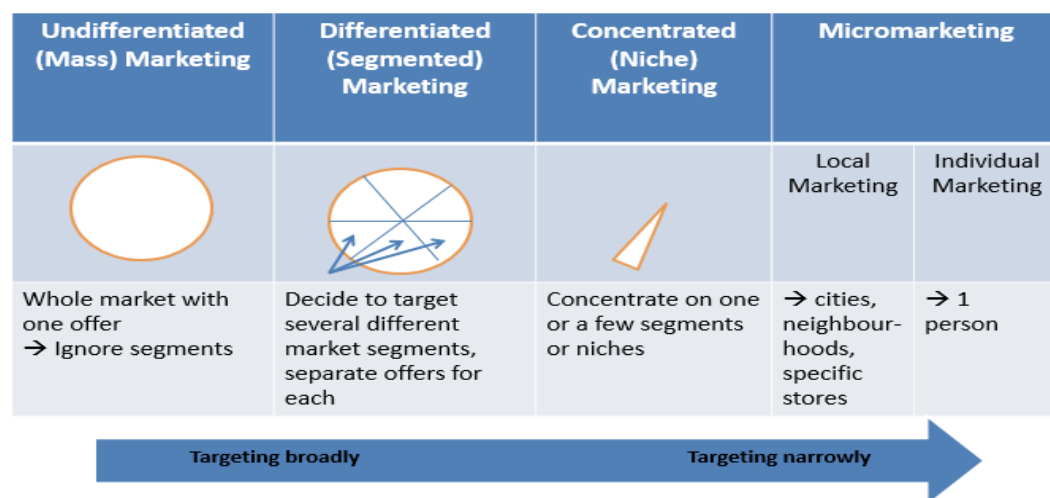 Undifferentiated
(Mass) Marketing
Differentiated
(Segmented)
Marketing
Concentrated
(Niche)
Marketing
Micromarketing
Local
Marketing
Individual
Marketing
Whole market with
one offer
→ Ignore segments
Decide to target
several different
market segments,
separate offers for
each
Concentrate on one
or a few segments
or niches
→ cities,
neighbour-
hoods,
specific
stores
→ 1
person
Targeting broadly
Targeting narrowly